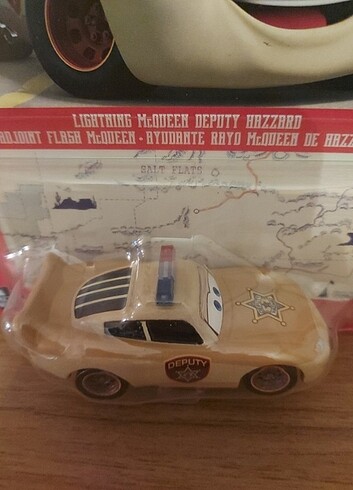 LIGHTNING McQUEEN DEPUTY HAZZARD
ADJOINT FLASH McQUEEN • AYUDANTE RAYO McQUEEN DE HAZZ
SALT FLATS
DEPUTY